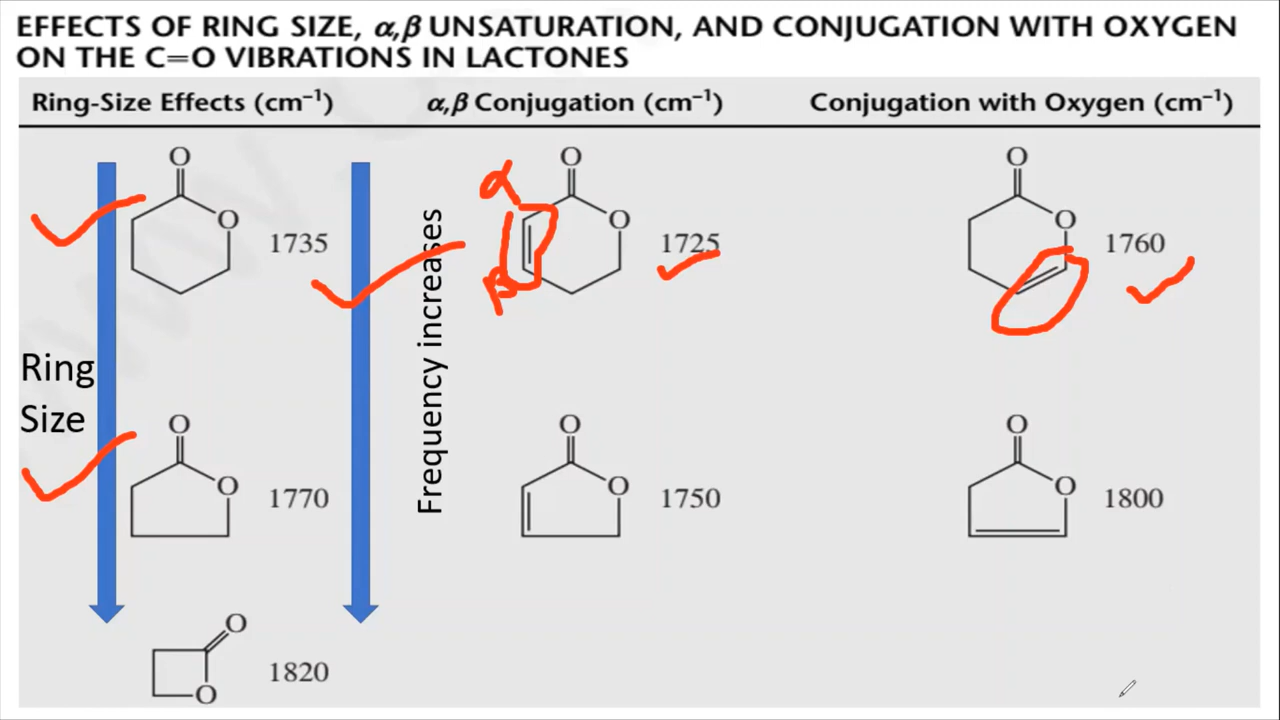 EFFECTS OF RING SIZE, α,β UNSATURATION, AND CONJUGATION WITH OXYGEN
ON THE C=O VIBRATIONS IN LACTONES
Ring-Size Effects (cm⁻¹) α,β Conjugation (cm⁻¹) Conjugation with Oxygen (cm⁻¹)
O O O
α
O 1735 O 1725 O 1760
β
Frequency increases
Ring
Size
O O O
O 1770 O 1750 O 1800
O
1820
O